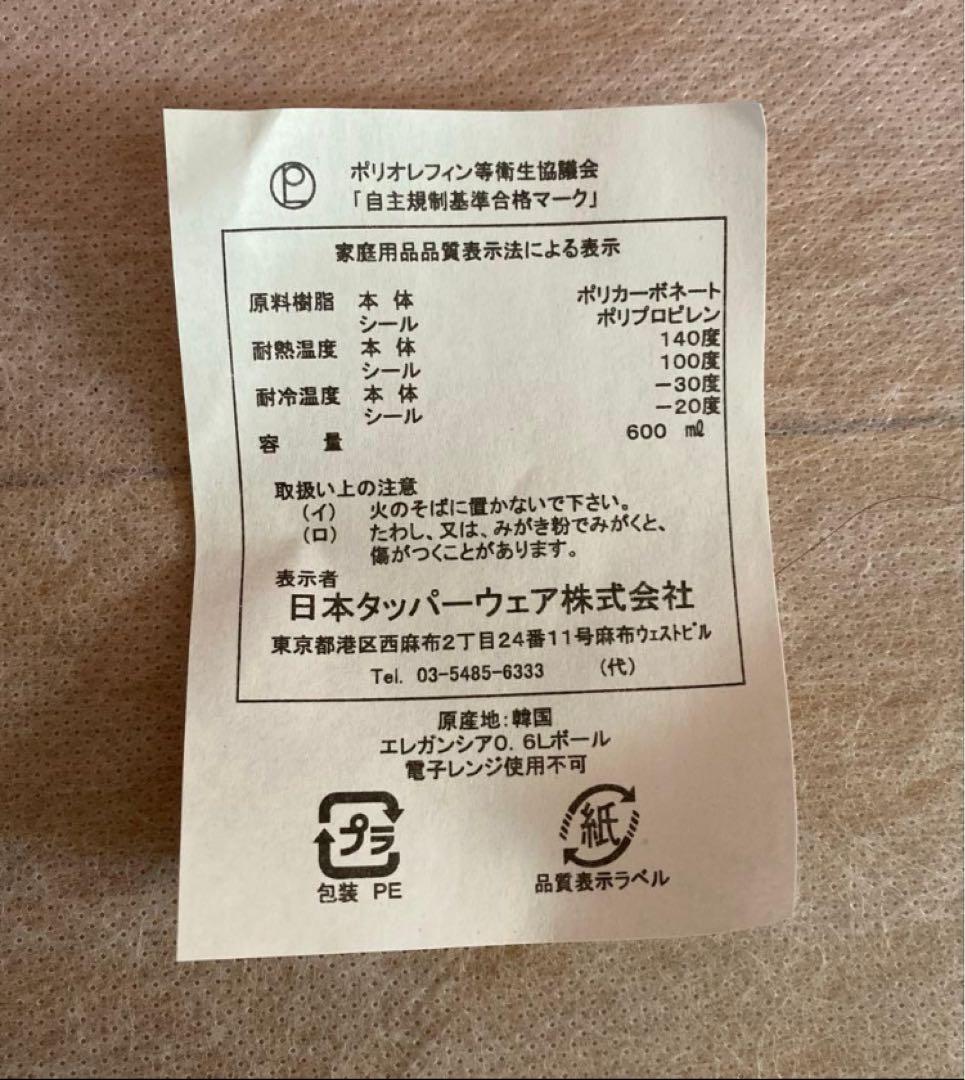 ポリオレフィン等衛生協議会
「自主規制基準合格マーク」
家庭用品品質表示法による表示
原料樹脂 本体 ポリカーボネート
シール ポリプロピレン
耐熱温度 本体 140度
シール 100度
耐冷温度 本体 −30度
シール −20度
容量 600 ㎖
取扱い上の注意
(イ) 火のそばに置かないで下さい。
(ロ) たわし、又は、みがき粉でみがくと、
傷がつくことがあります。
表示者
日本タッパーウェア株式会社
東京都港区西麻布2丁目24番11号麻布ウェストビル
Tel. 03-5485-6333 (代)
原産地:韓国
エレガンシア0.6Lボール
電子レンジ使用不可
プラ 紙
包装 PE 品質表示ラベル